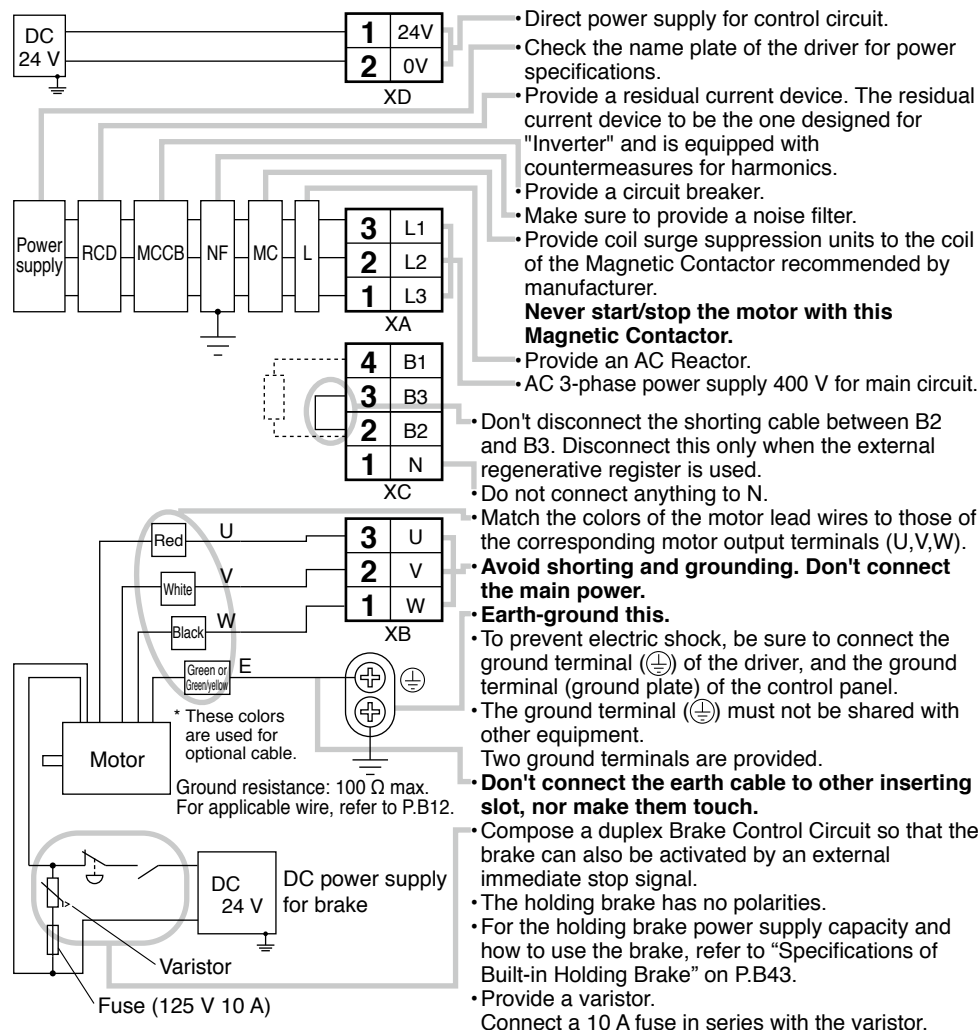 DC
24 V
1 24V
2 0V
XD
Power
supply
RCD
MCCB
NF
MC
L
3 L1
2 L2
1 L3
XA
4 B1
3 B3
2 B2
1 N
XC
Red U
White V
Black W
Green or
Green/yellow
E
3 U
2 V
1 W
XB
* These colors
are used for
optional cable.
Motor
Ground resistance: 100 Ω max.
For applicable wire, refer to P.B12.
DC
24 V
DC power supply
for brake
Varistor
Fuse (125 V 10 A)
• Direct power supply for control circuit.
• Check the name plate of the driver for power
specifications.
• Provide a residual current device. The residual
current device to be the one designed for
"Inverter" and is equipped with
countermeasures for harmonics.
• Provide a circuit breaker.
• Make sure to provide a noise filter.
• Provide coil surge suppression units to the coil
of the Magnetic Contactor recommended by
manufacturer.
Never start/stop the motor with this
Magnetic Contactor.
• Provide an AC Reactor.
• AC 3-phase power supply 400 V for main circuit.
• Don't disconnect the shorting cable between B2
and B3. Disconnect this only when the external
regenerative register is used.
• Do not connect anything to N.
• Match the colors of the motor lead wires to those of
the corresponding motor output terminals (U,V,W).
• Avoid shorting and grounding. Don't connect
the main power.
• Earth-ground this.
• To prevent electric shock, be sure to connect the
ground terminal (⏚) of the driver, and the ground
terminal (ground plate) of the control panel.
• The ground terminal (⏚) must not be shared with
other equipment.
Two ground terminals are provided.
• Don't connect the earth cable to other inserting
slot, nor make them touch.
• Compose a duplex Brake Control Circuit so that the
brake can also be activated by an external
immediate stop signal.
• The holding brake has no polarities.
• For the holding brake power supply capacity and
how to use the brake, refer to “Specifications of
Built-in Holding Brake” on P.B43.
• Provide a varistor.
Connect a 10 A fuse in series with the varistor.